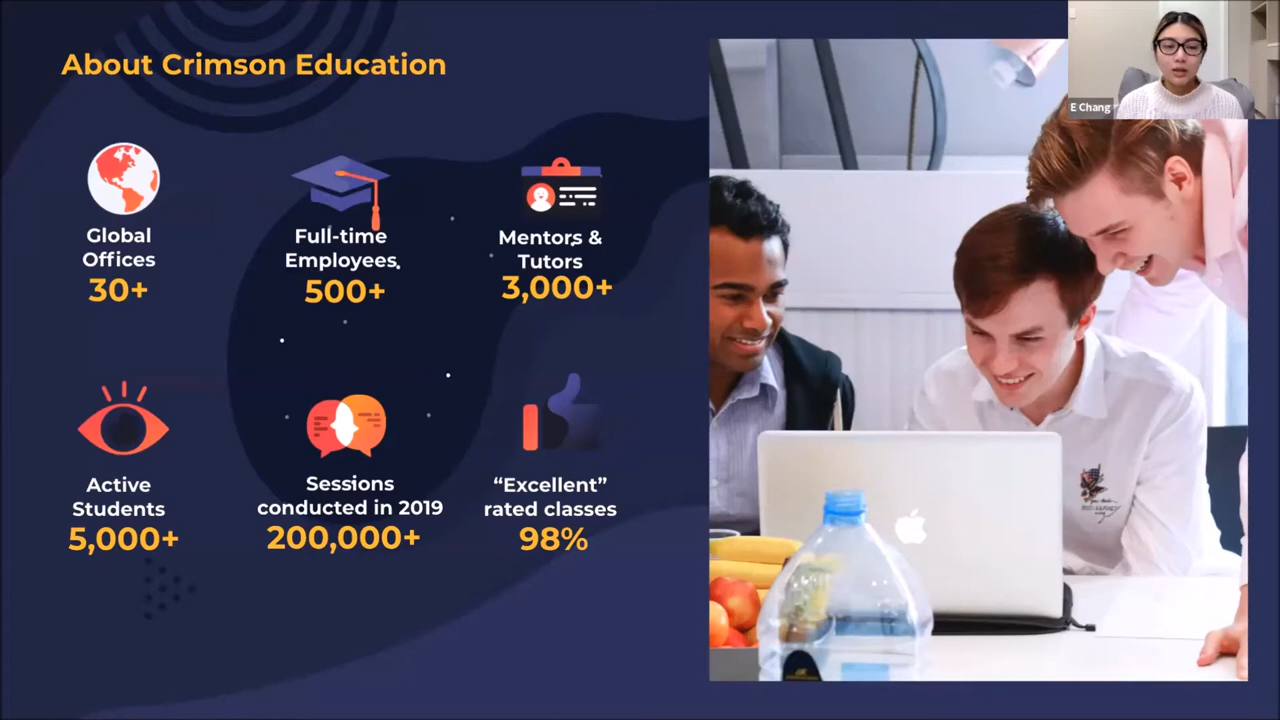 About Crimson Education
E Chang
Global
Offices
30+
Full-time
Employees
500+
Mentors &
Tutors
3,000+
Active
Students
5,000+
Sessions
conducted in 2019
200,000+
“Excellent”
rated classes
98%